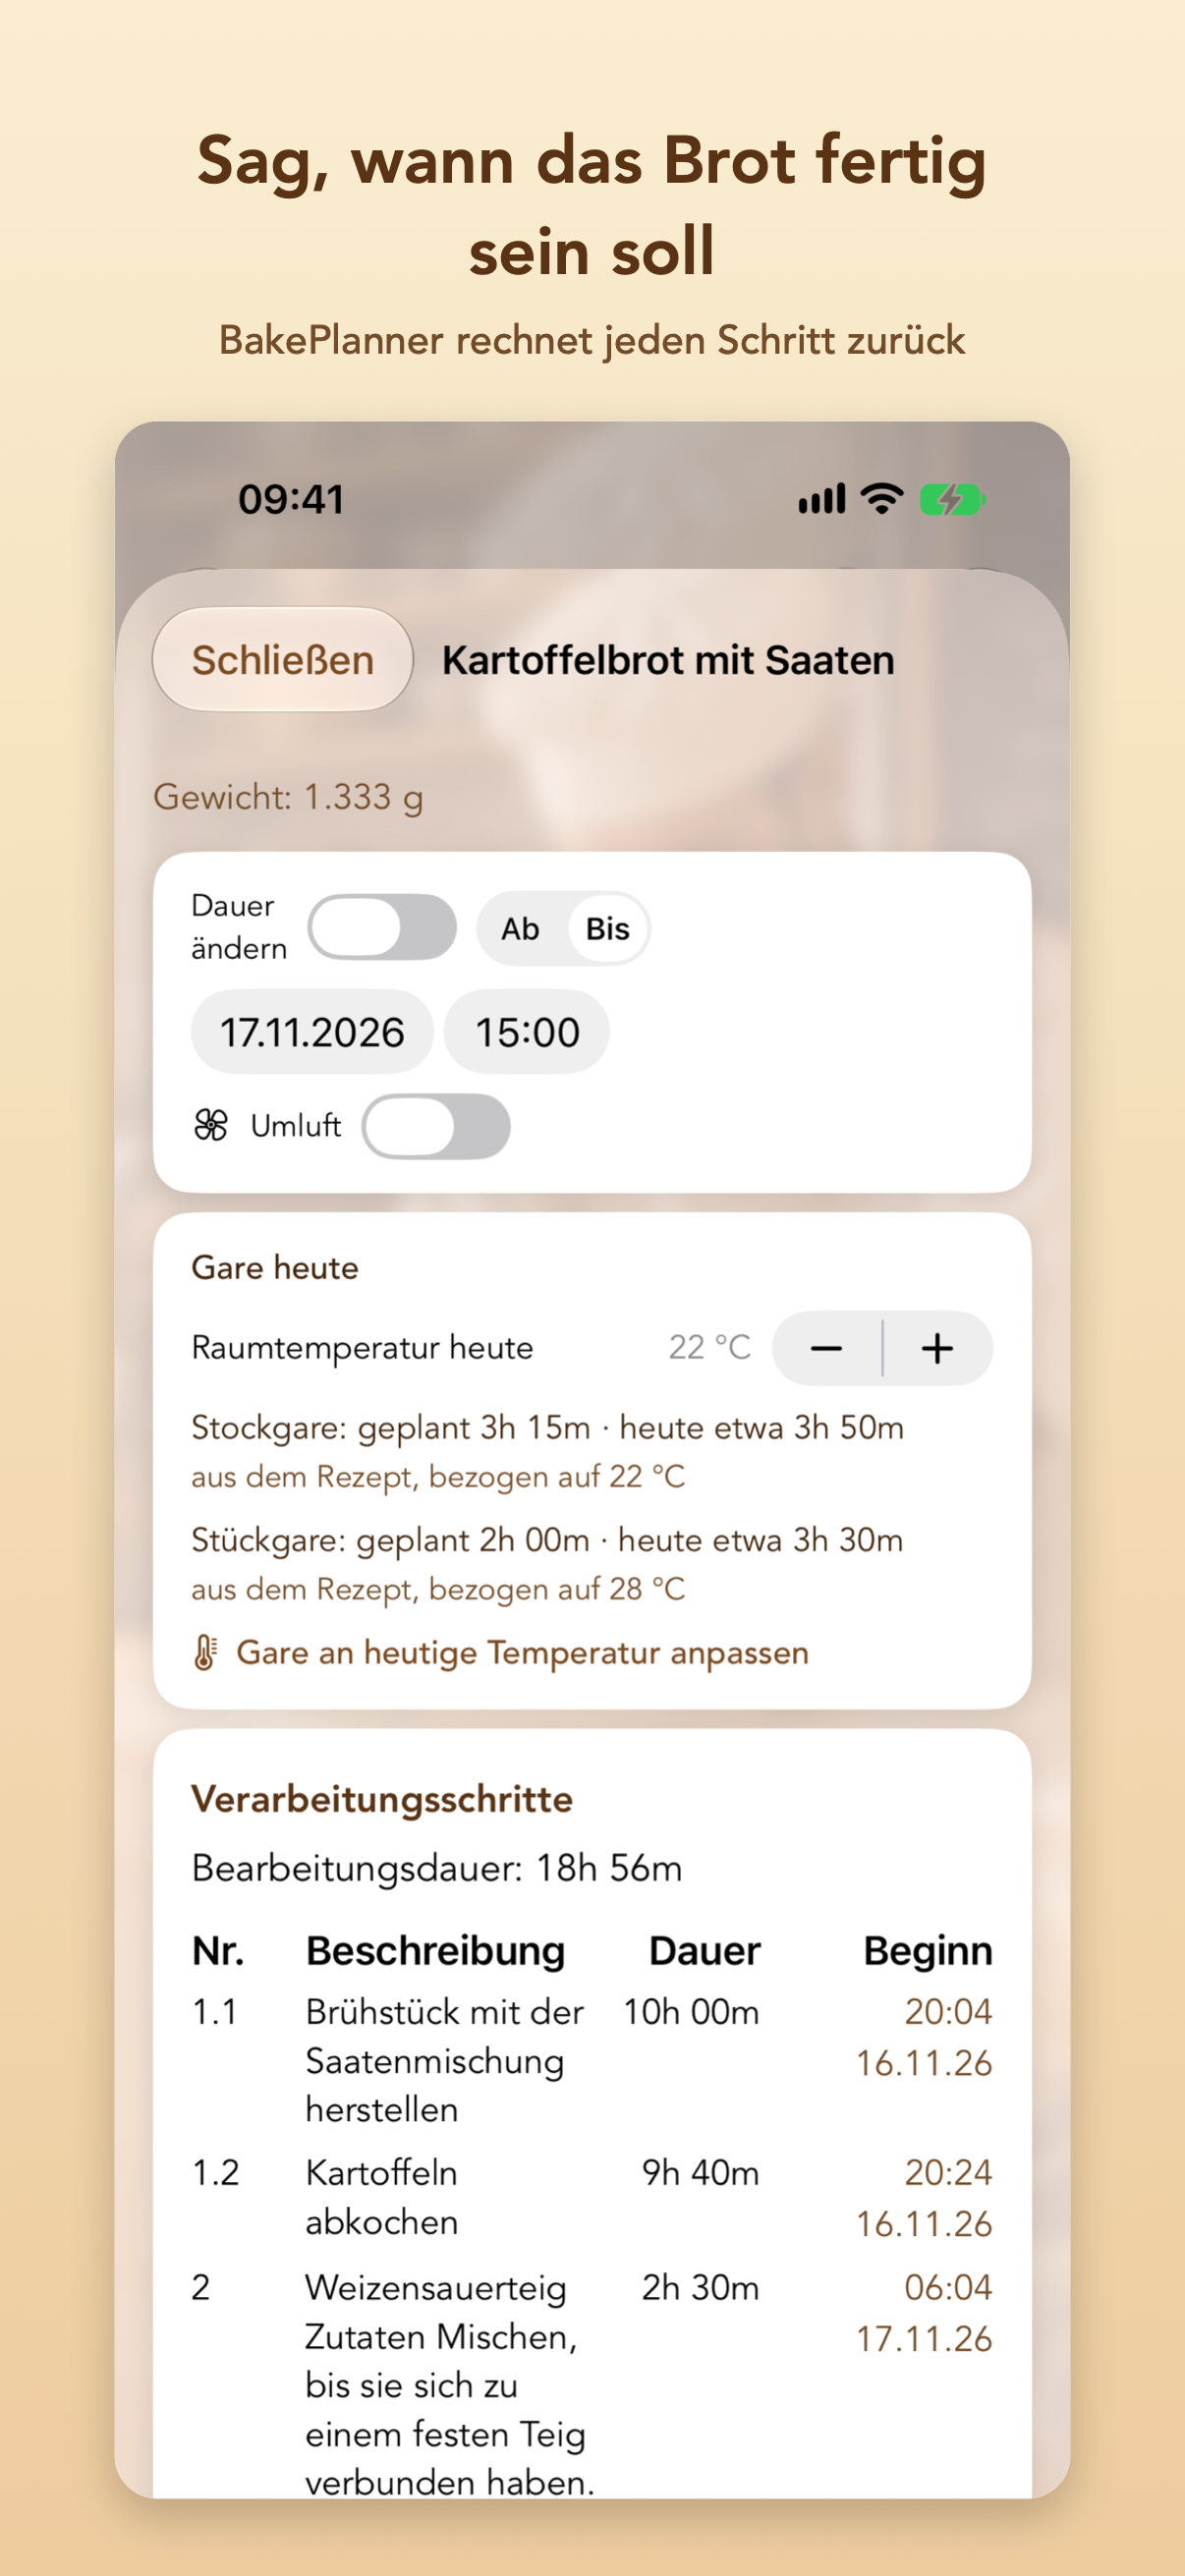 Sag, wann das Brot fertig
sein soll
BakePlanner rechnet jeden Schritt zurück
09:41
Schließen
Kartoffelbrot mit Saaten
Gewicht: 1.333 g
Dauer
ändern
Ab
Bis
17.11.2026
15:00
Umluft
Gare heute
Raumtemperatur heute
22 °C
− +
Stockgare: geplant 3h 15m · heute etwa 3h 50m
aus dem Rezept, bezogen auf 22 °C
Stückgare: geplant 2h 00m · heute etwa 3h 30m
aus dem Rezept, bezogen auf 28 °C
Gare an heutige Temperatur anpassen
Verarbeitungsschritte
Bearbeitungsdauer: 18h 56m
Nr. Beschreibung Dauer Beginn
1.1 Brühstück mit der 10h 00m 20:04
Saatenmischung 16.11.26
herstellen
1.2 Kartoffeln 9h 40m 20:24
abkochen 16.11.26
2 Weizensauerteig 2h 30m 06:04
Zutaten Mischen, 17.11.26
bis sie sich zu
einem festen Teig
verbunden haben.